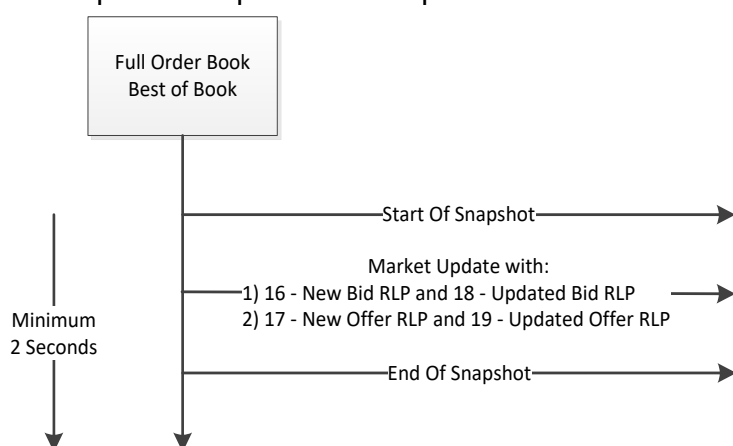 Full Order Book
Best of Book
Start Of Snapshot
Market Update with:
1) 16 - New Bid RLP and 18 - Updated Bid RLP
2) 17 - New Offer RLP and 19 - Updated Offer RLP
Minimum
2 Seconds
End Of Snapshot